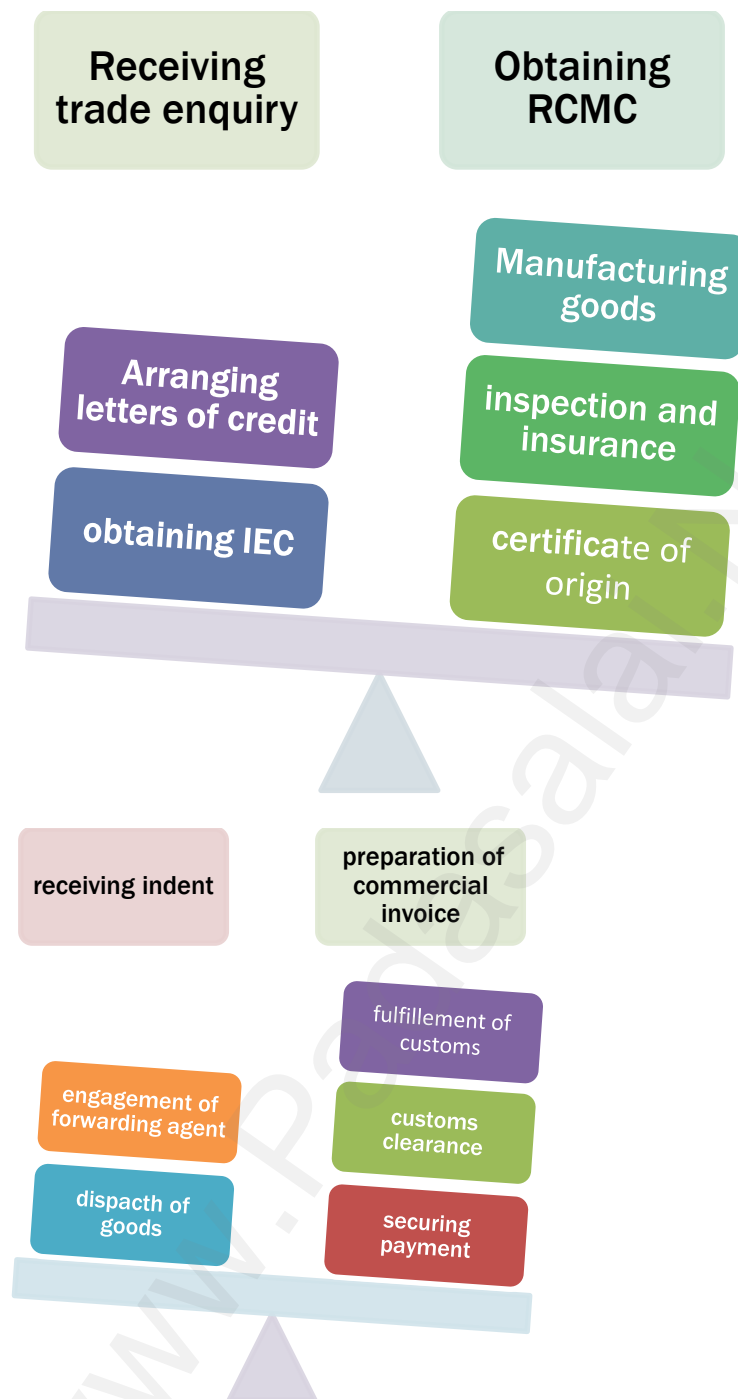 Receiving
trade enquiry
Obtaining
RCMC
Manufacturing
goods
Arranging
letters of credit
inspection and
insurance
obtaining IEC
certificate of
origin
receiving indent
preparation of
commercial
invoice
fulfillement of
customs
engagement of
forwarding agent
customs
clearance
dispacth of
goods
securing
payment
www.Padasalai.N